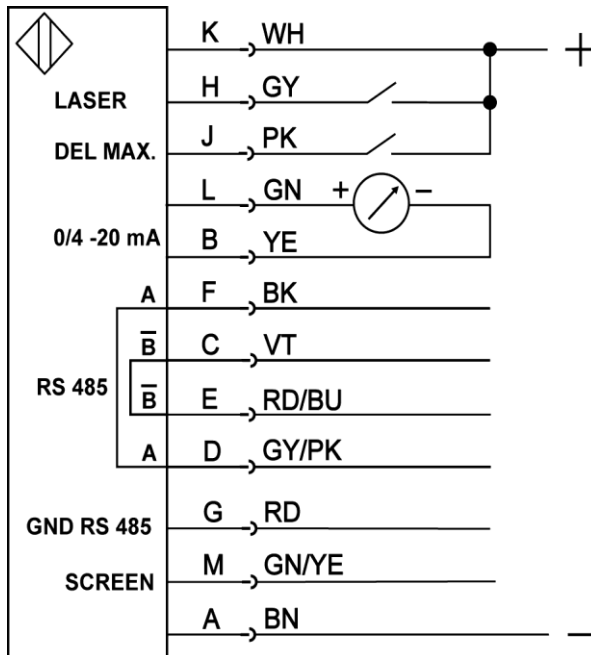 K WH +
LASER H GY
DEL MAX. J PK
L GN + −
0/4 -20 mA B YE
A F BK
B̅ C VT
RS 485
B̅ E RD/BU
A D GY/PK
GND RS 485 G RD
SCREEN M GN/YE
A BN −